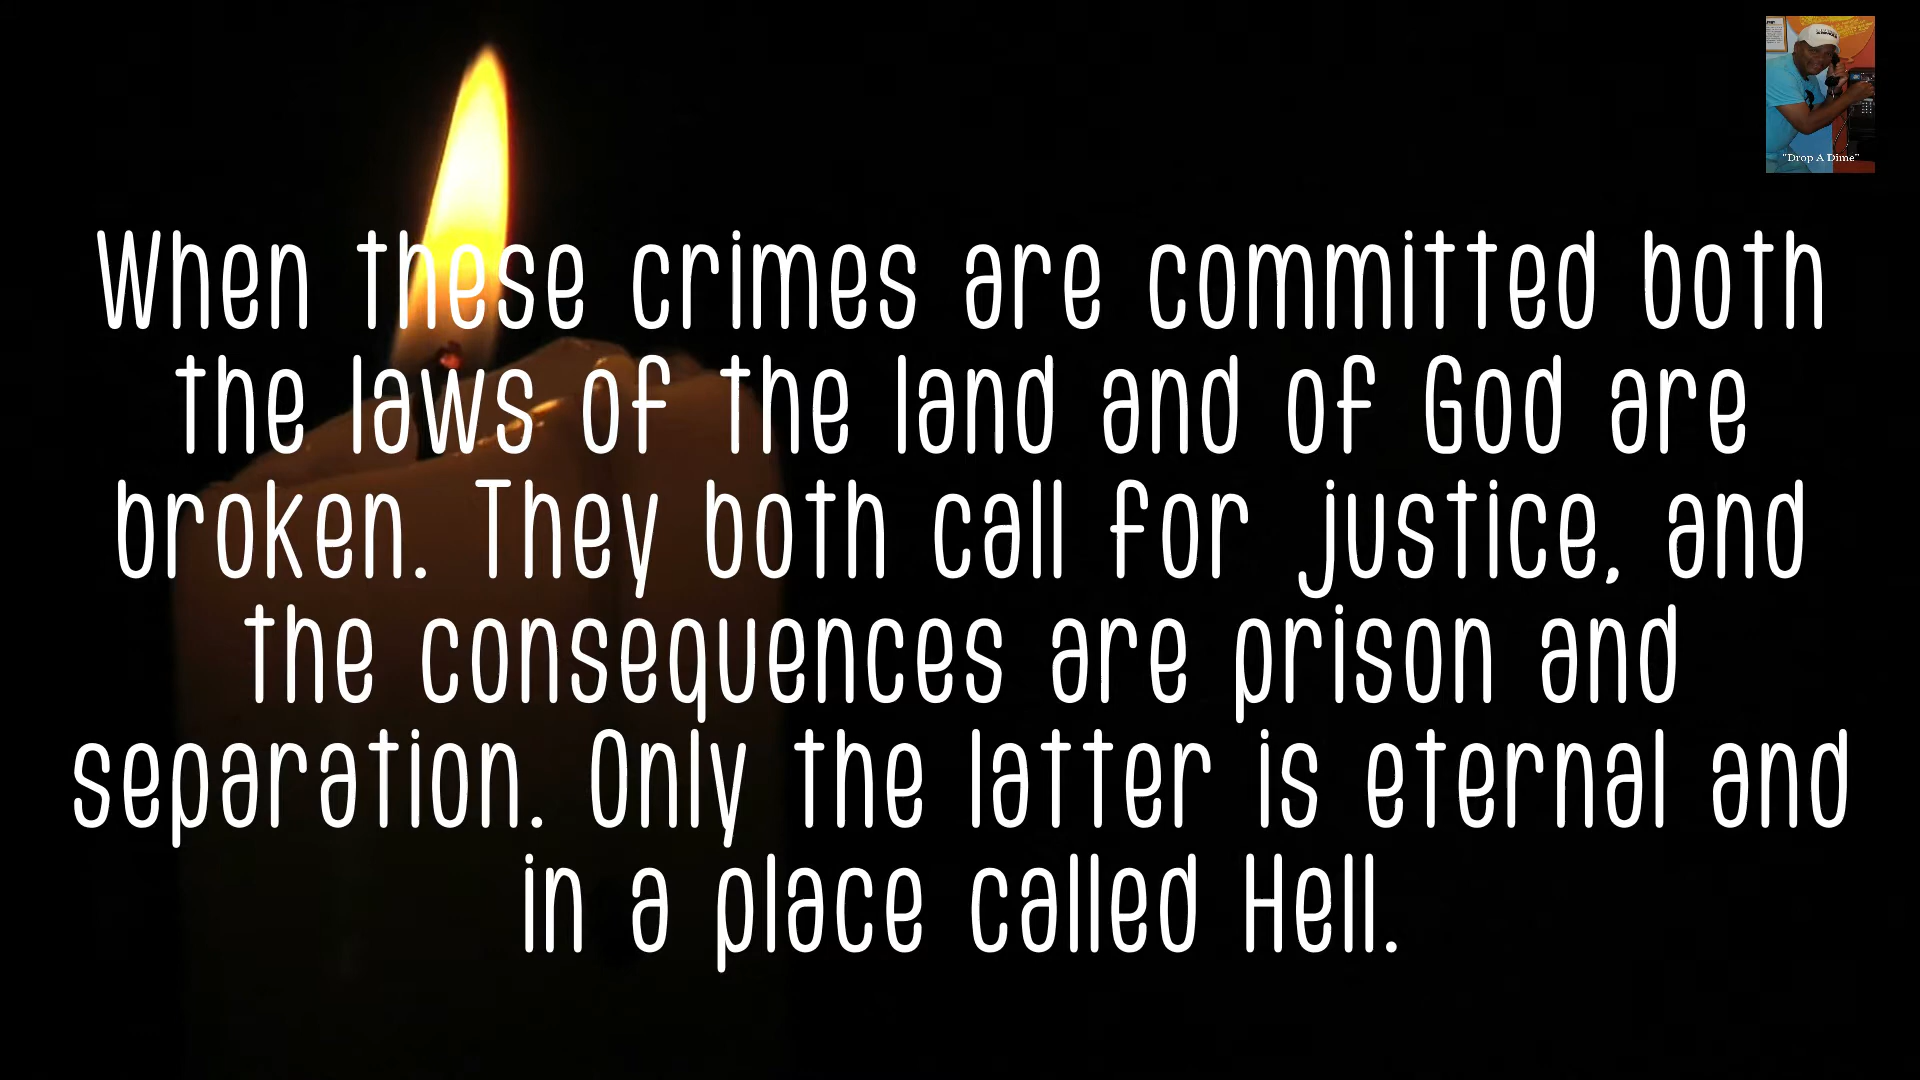 "Drop A Dime"
When these crimes are committed both
the laws of the land and of God are
broken. They both call for justice, and
the consequences are prison and
separation. Only the latter is eternal and
in a place called Hell.